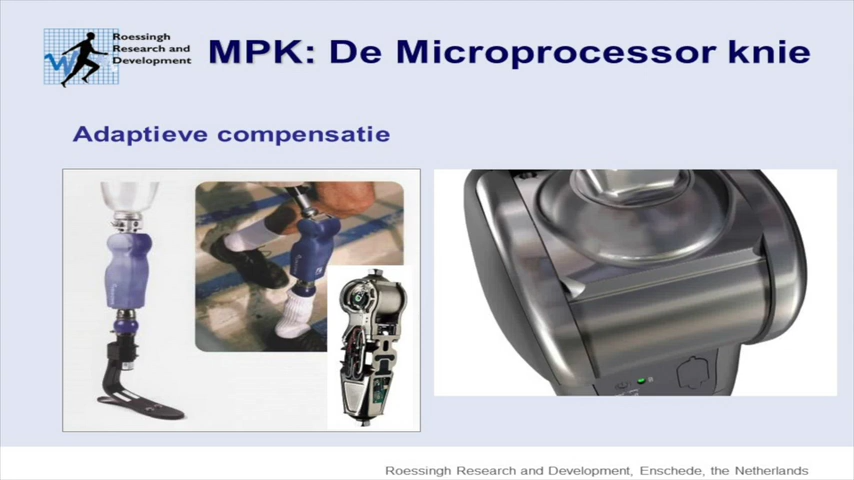 Roessingh
Research and
Development
MPK: De Microprocessor knie
Adaptieve compensatie
Roessingh Research and Development, Enschede, the Netherlands